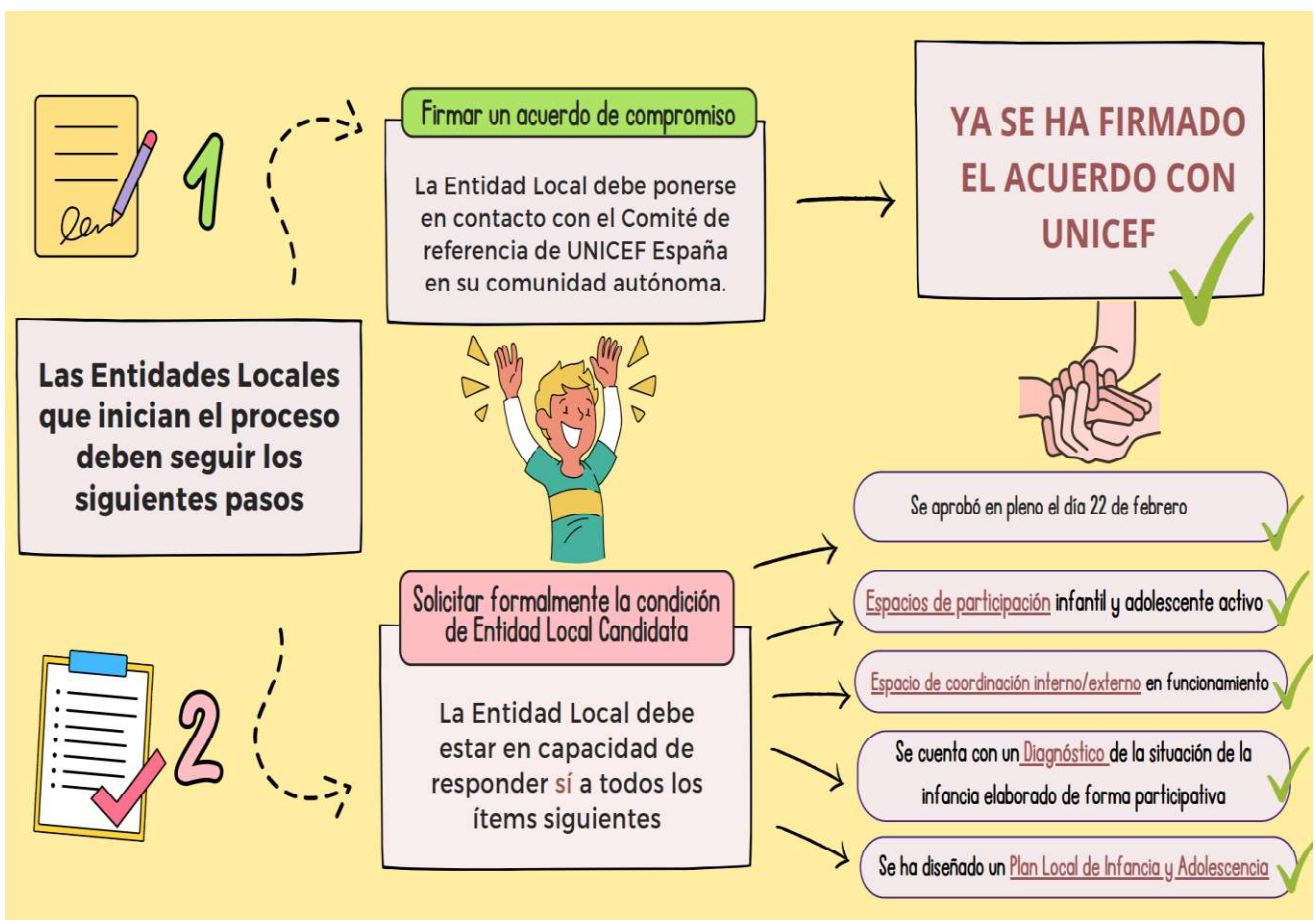 Las Entidades Locales
que inician el proceso
deben seguir los
siguientes pasos
1
Firmar un acuerdo de compromiso
La Entidad Local debe ponerse
en contacto con el Comité de
referencia de UNICEF España
en su comunidad autónoma.
YA SE HA FIRMADO
EL ACUERDO CON
UNICEF
2
Solicitar formalmente la condición
de Entidad Local Candidata
La Entidad Local debe
estar en capacidad de
responder sí a todos los
ítems siguientes
Se aprobó en pleno el día 22 de febrero
Espacios de participación infantil y adolescente activo
Espacio de coordinación interno/externo en funcionamiento
Se cuenta con un Diagnóstico de la situación de la
infancia elaborado de forma participativa
Se ha diseñado un Plan Local de Infancia y Adolescencia